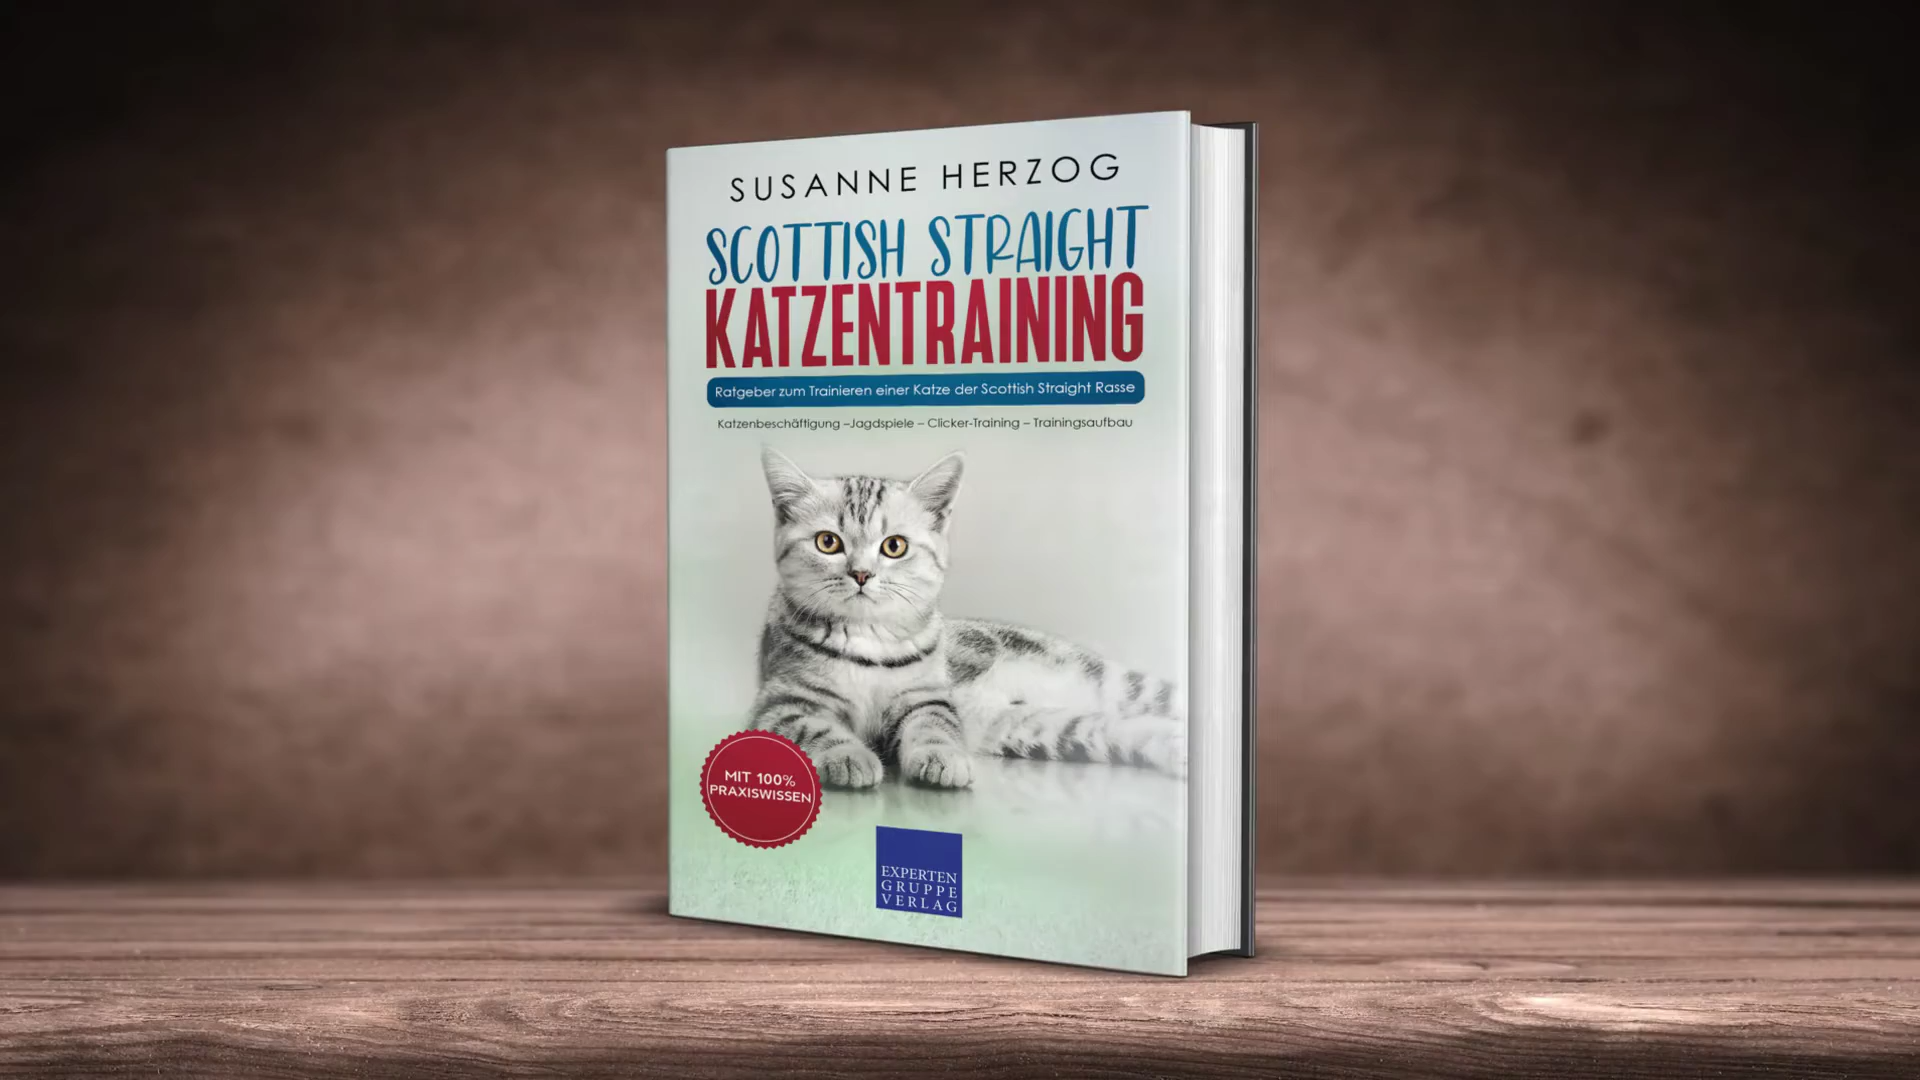 SUSANNE HERZOG
SCOTTISH STRAIGHT
KATZENTRAINING
Ratgeber zum Trainieren einer Katze der Scottish Straight Rasse
Katzenbeschäftigung –Jagdspiele – Clicker-Training – Trainingsaufbau
MIT 100%
PRAXISWISSEN
EXPERTEN
GRUPPE
VERLAG